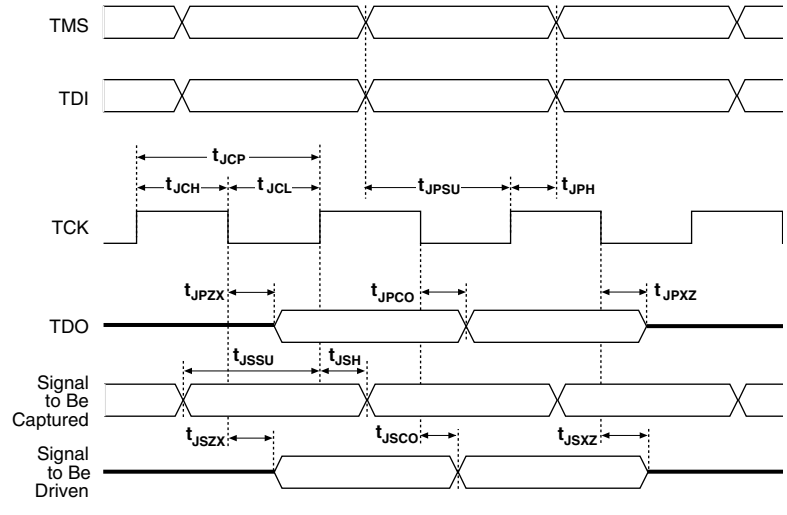 TMS
TDI
tJCP
tJCH
tJCL
tJPSU
tJPH
TCK
tJPZX
tJPCO
tJPXZ
TDO
tJSSU
tJSH
Signal
to Be
Captured
tJSZX
tJSCO
tJSXZ
Signal
to Be
Driven